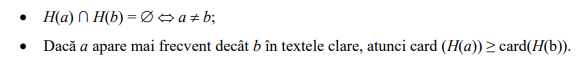 • H(a) ∩ H(b) = ∅ ⇔ a ≠ b;
• Dacă a apare mai frecvent decât b în textele clare, atunci card (H(a)) ≥ card(H(b)).